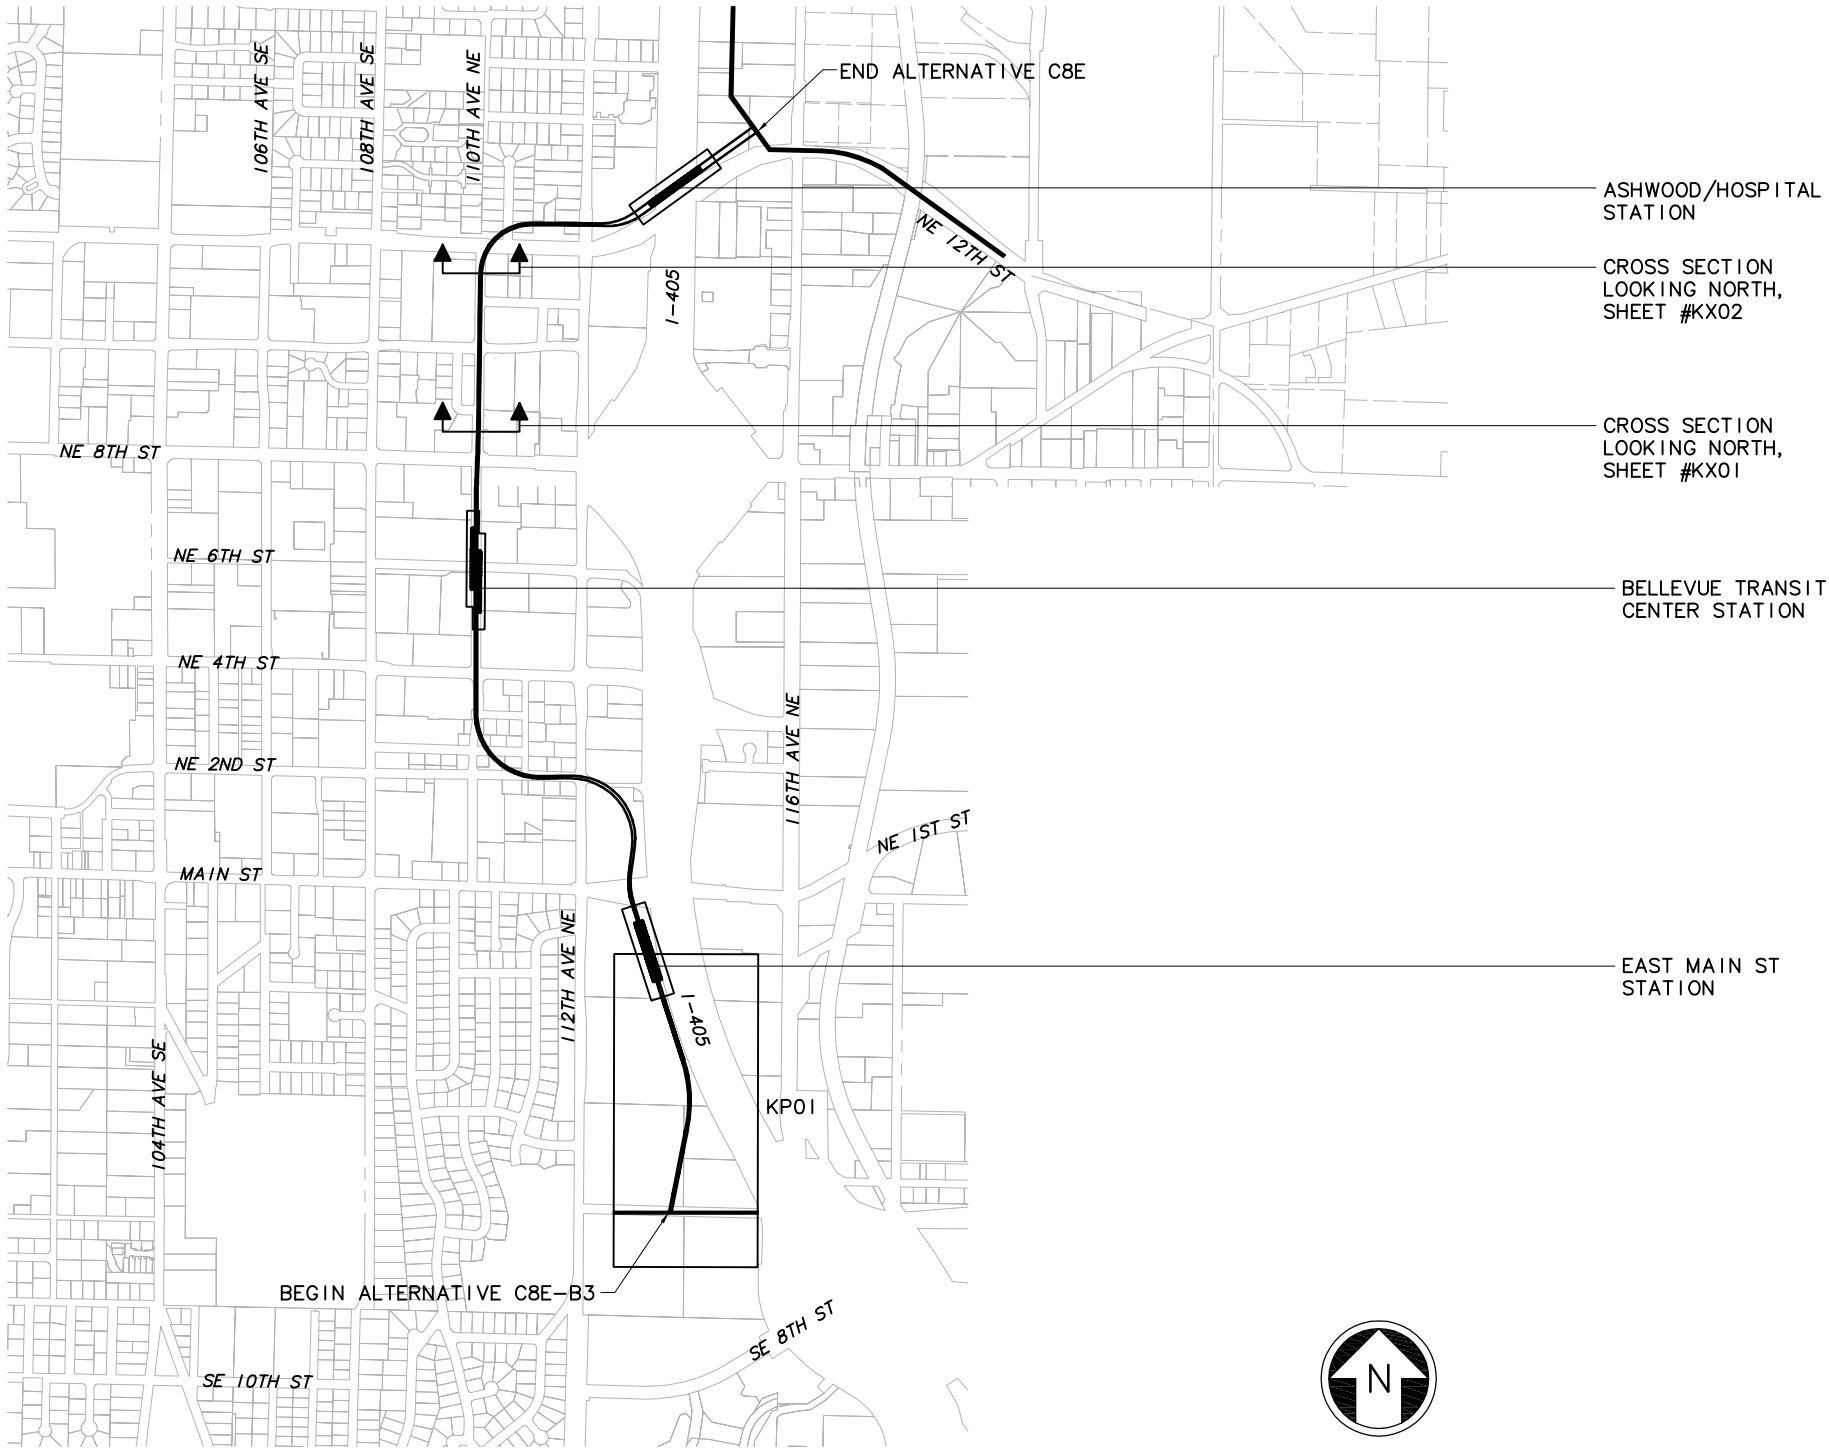 106TH AVE SE
108TH AVE SE
110TH AVE NE
END ALTERNATIVE C8E
ASHWOOD/HOSPITAL
STATION
NE 12TH ST
CROSS SECTION
LOOKING NORTH,
SHEET #KX02
I-405
CROSS SECTION
LOOKING NORTH,
SHEET #KX01
NE 8TH ST
NE 6TH ST
BELLEVUE TRANSIT
CENTER STATION
NE 4TH ST
116TH AVE NE
NE 2ND ST
NE 1ST ST
MAIN ST
112TH AVE NE
EAST MAIN ST
STATION
I-405
104TH AVE SE
KP01
BEGIN ALTERNATIVE C8E-B3
SE 8TH ST
SE 10TH ST
N